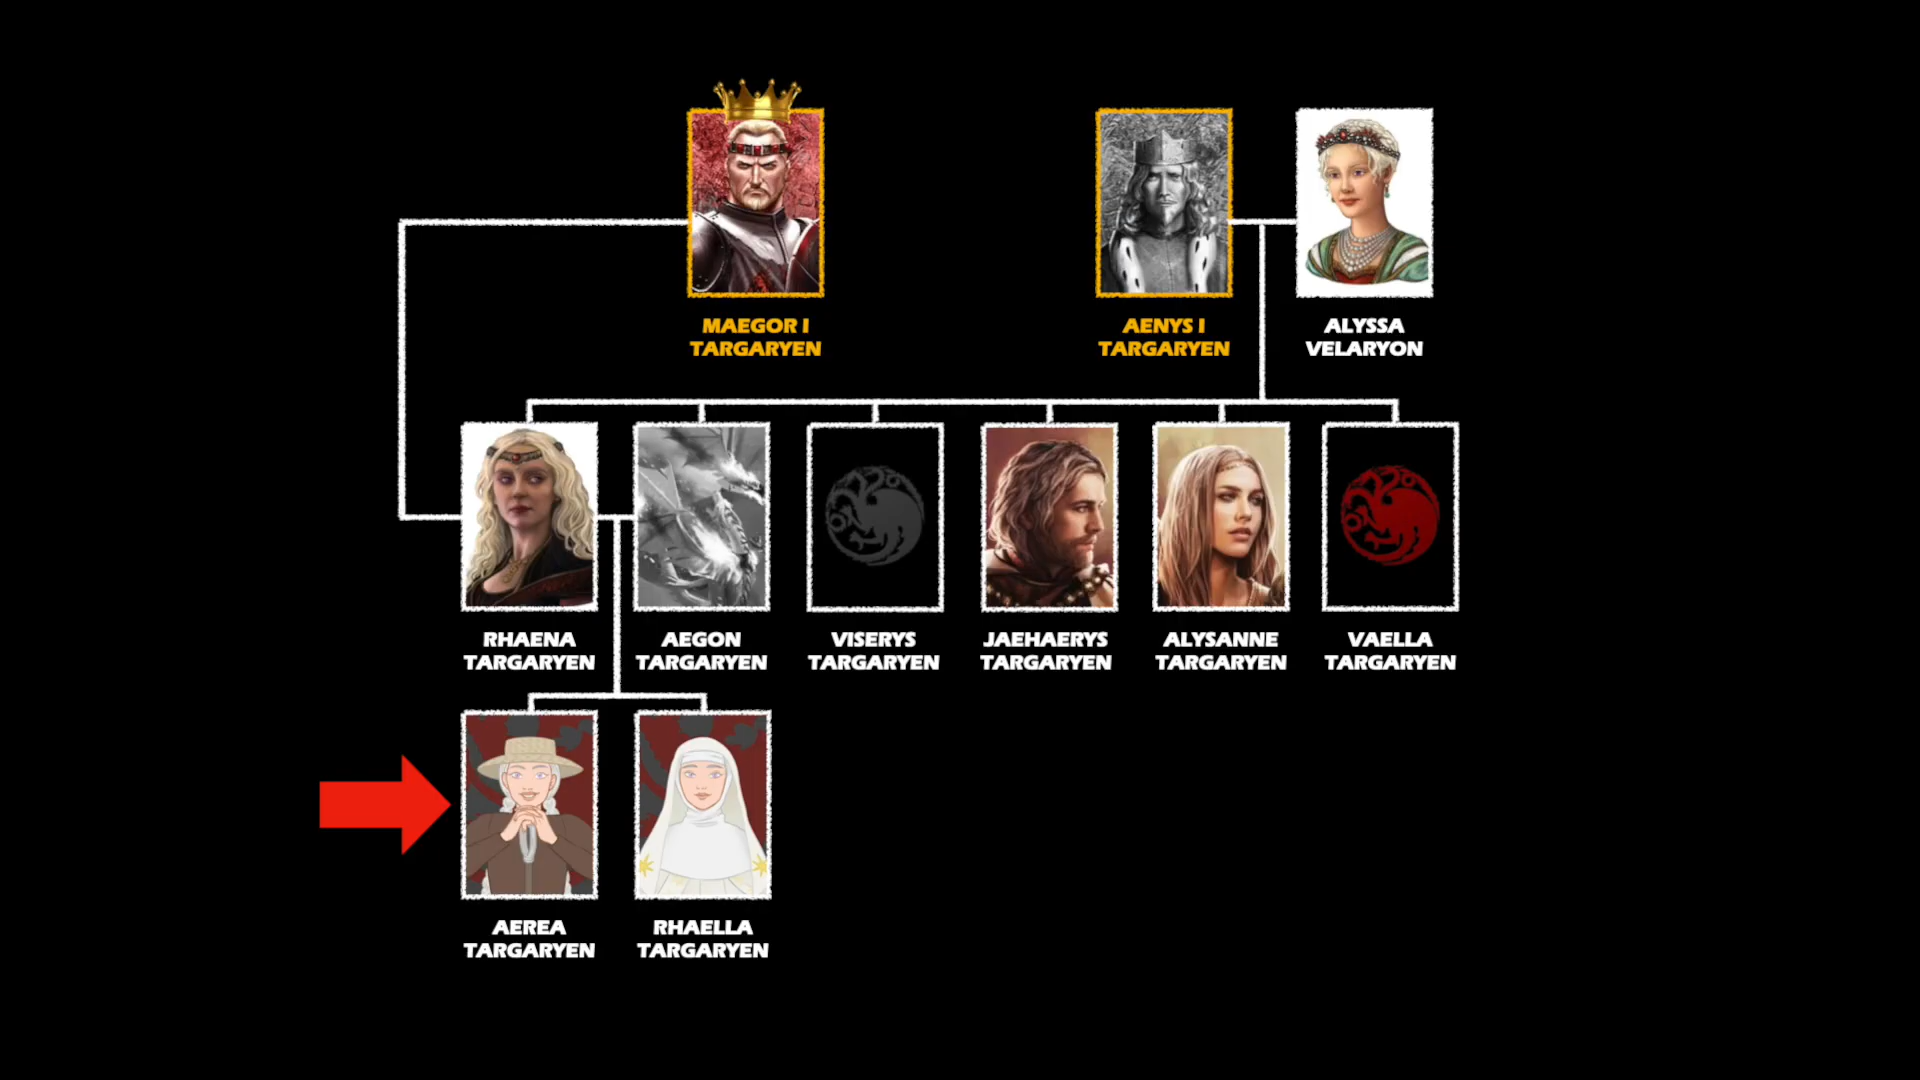 MAEGOR I
TARGARYEN
AENYS I
TARGARYEN
ALYSSA
VELARYON
RHAENA
TARGARYEN
AEGON
TARGARYEN
VISERYS
TARGARYEN
JAEHAERYS
TARGARYEN
ALYSANNE
TARGARYEN
VAELLA
TARGARYEN
AEREA
TARGARYEN
RHAELLA
TARGARYEN